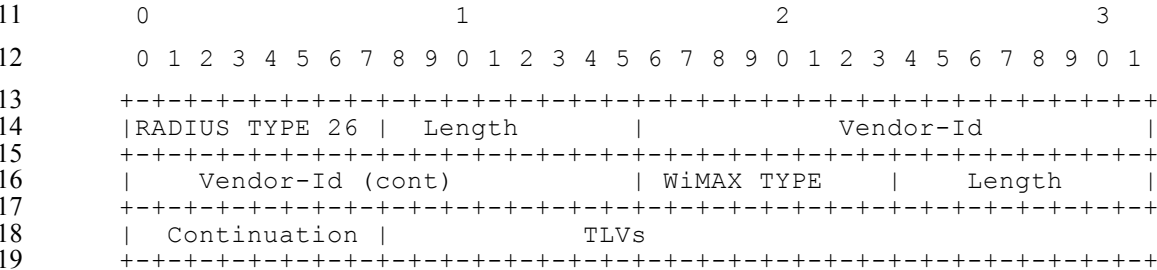 11 0 1 2 3
12 0 1 2 3 4 5 6 7 8 9 0 1 2 3 4 5 6 7 8 9 0 1 2 3 4 5 6 7 8 9 0 1
13 +-+-+-+-+-+-+-+-+-+-+-+-+-+-+-+-+-+-+-+-+-+-+-+-+-+-+-+-+-+-+-+-+
14 |RADIUS TYPE 26 | Length | Vendor-Id |
15 +-+-+-+-+-+-+-+-+-+-+-+-+-+-+-+-+-+-+-+-+-+-+-+-+-+-+-+-+-+-+-+-+
16 | Vendor-Id (cont) | WiMAX TYPE | Length |
17 +-+-+-+-+-+-+-+-+-+-+-+-+-+-+-+-+-+-+-+-+-+-+-+-+-+-+-+-+-+-+-+-+
18 | Continuation | TLVs
19 +-+-+-+-+-+-+-+-+-+-+-+-+-+-+-+-+-+-+-+-+-+-+-+-+-+-+-+-+-+-+-+-+